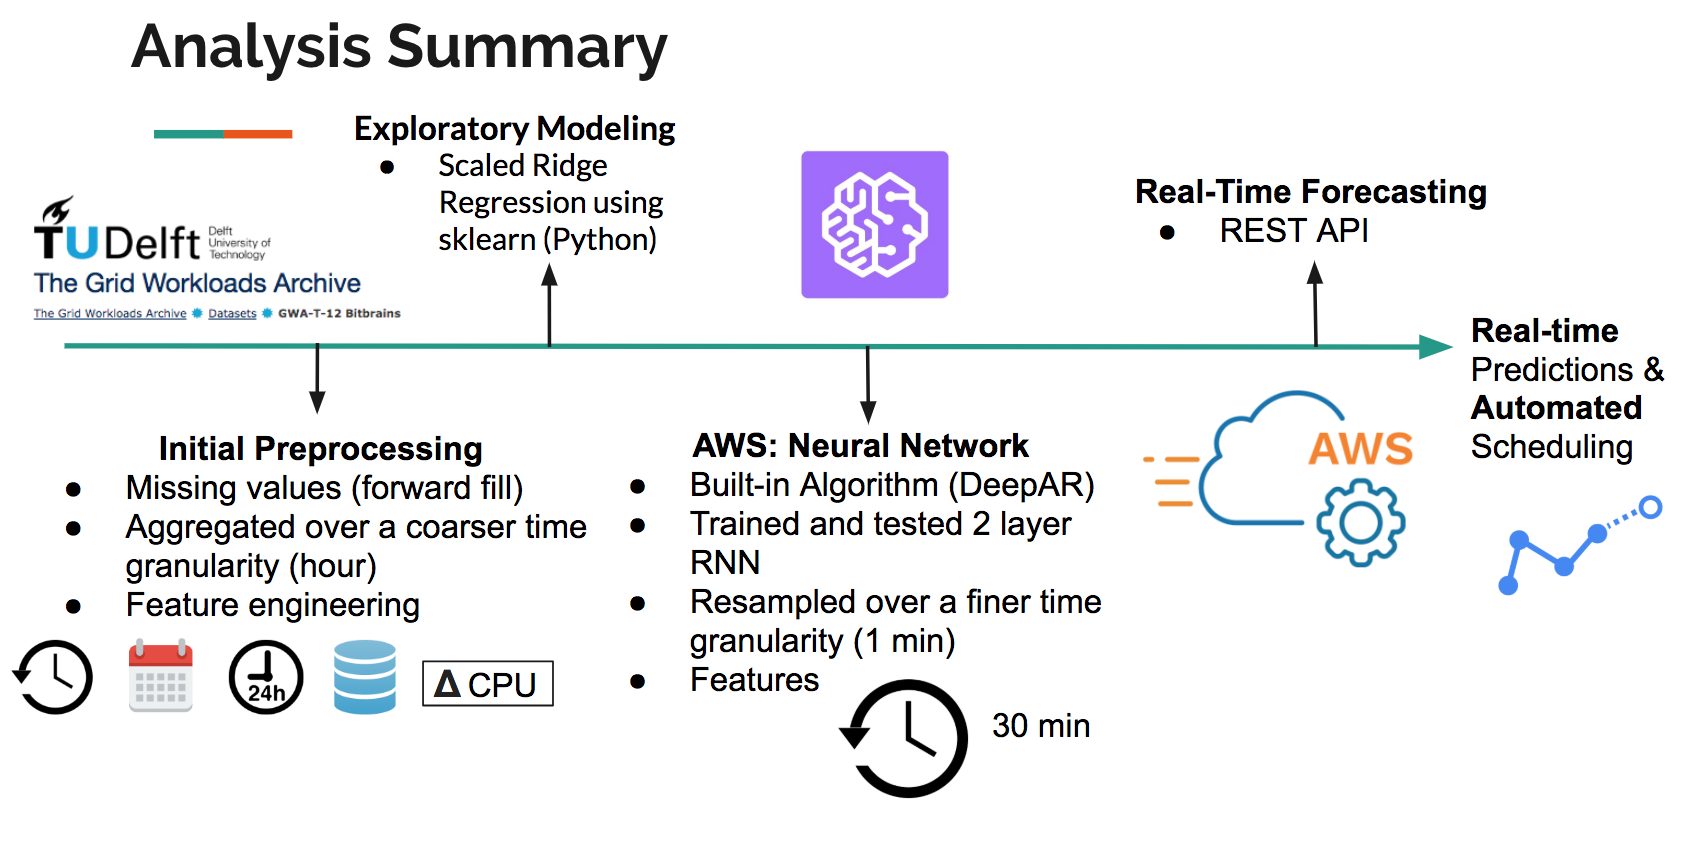 Analysis Summary
Exploratory Modeling
● Scaled Ridge
Regression using
sklearn (Python)
TUDelft
Delft
University of
Technology
The Grid Workloads Archive
The Grid Workloads Archive ✹ Datasets ✹ GWA-T-12 Bitbrains
Real-Time Forecasting
● REST API
Real-time
Predictions &
Automated
Scheduling
Initial Preprocessing
● Missing values (forward fill)
● Aggregated over a coarser time
granularity (hour)
● Feature engineering
24h
Δ CPU
AWS: Neural Network
● Built-in Algorithm (DeepAR)
● Trained and tested 2 layer
RNN
● Resampled over a finer time
granularity (1 min)
● Features
30 min
AWS